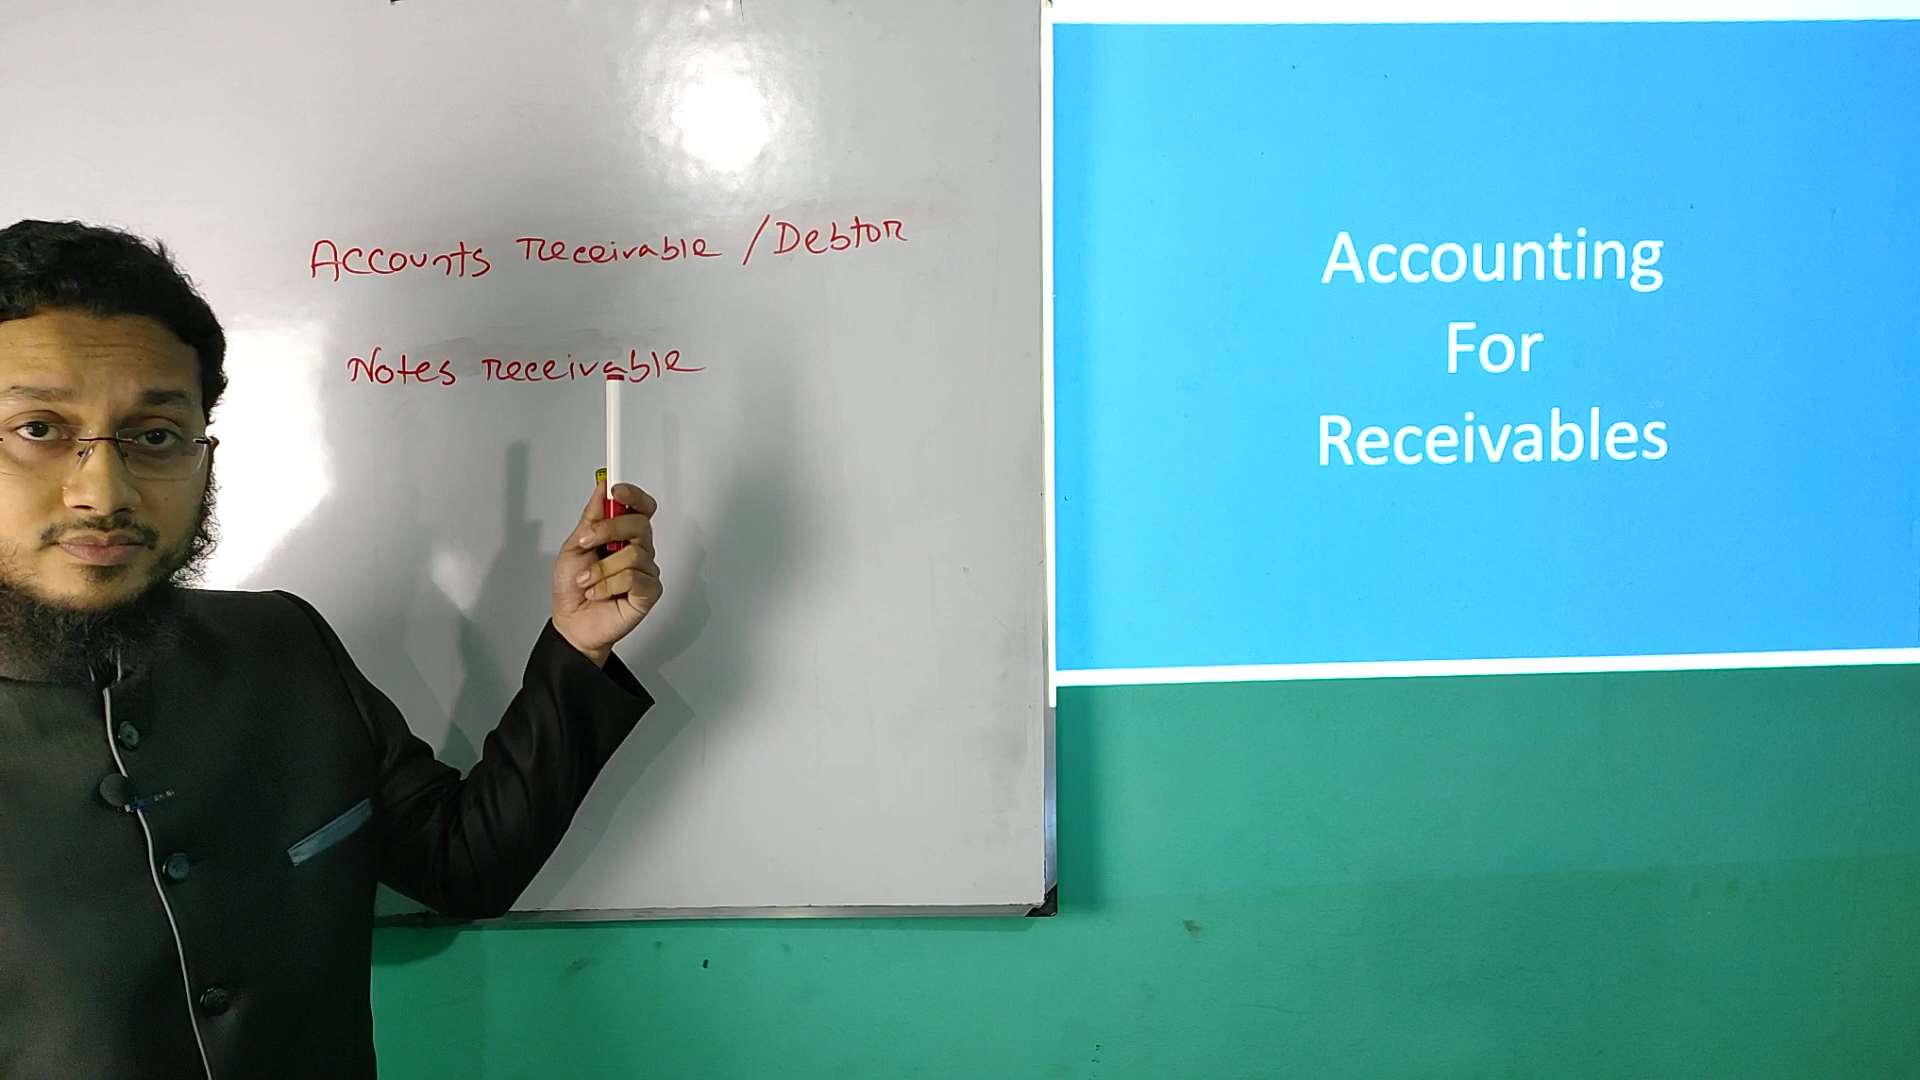 Accounts receivable / Debtor
Notes receivable
Accounting
For
Receivables